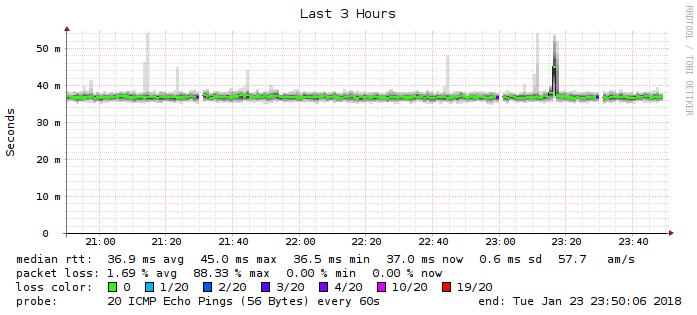 Last 3 Hours
RRDTOOL / TOBI OETIKER
Seconds
50 m
40 m
30 m
20 m
10 m
0
21:00 21:20 21:40 22:00 22:20 22:40 23:00 23:20 23:40
median rtt: 36.9 ms avg 45.0 ms max 36.5 ms min 37.0 ms now 0.6 ms sd 57.7 am/s
packet loss: 1.69 % avg 88.33 % max 0.00 % min 0.00 % now
loss color: 0 1/20 2/20 3/20 4/20 10/20 19/20
probe: 20 ICMP Echo Pings (56 Bytes) every 60s end: Tue Jan 23 23:50:06 2018